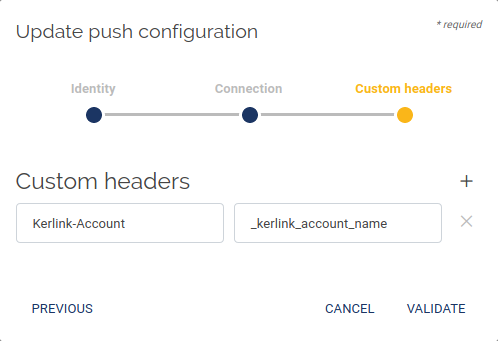 Update push configuration
* required
Identity
Connection
Custom headers
Custom headers
+
Kerlink-Account
_kerlink_account_name
×
PREVIOUS
CANCEL
VALIDATE